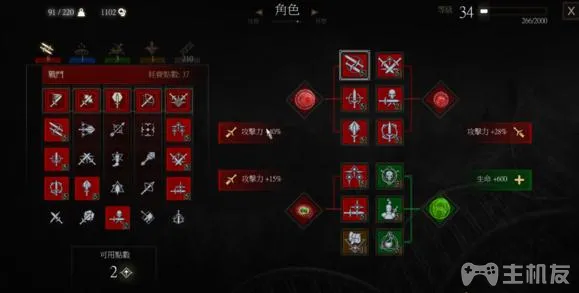 91 / 220 1102
角色
等級 34
266/2000
X
210
戰鬥 耗費點數: 37
攻擊力 +40%
攻擊力 +28%
攻擊力 +15%
生命 +600
可用點數
2
主机友